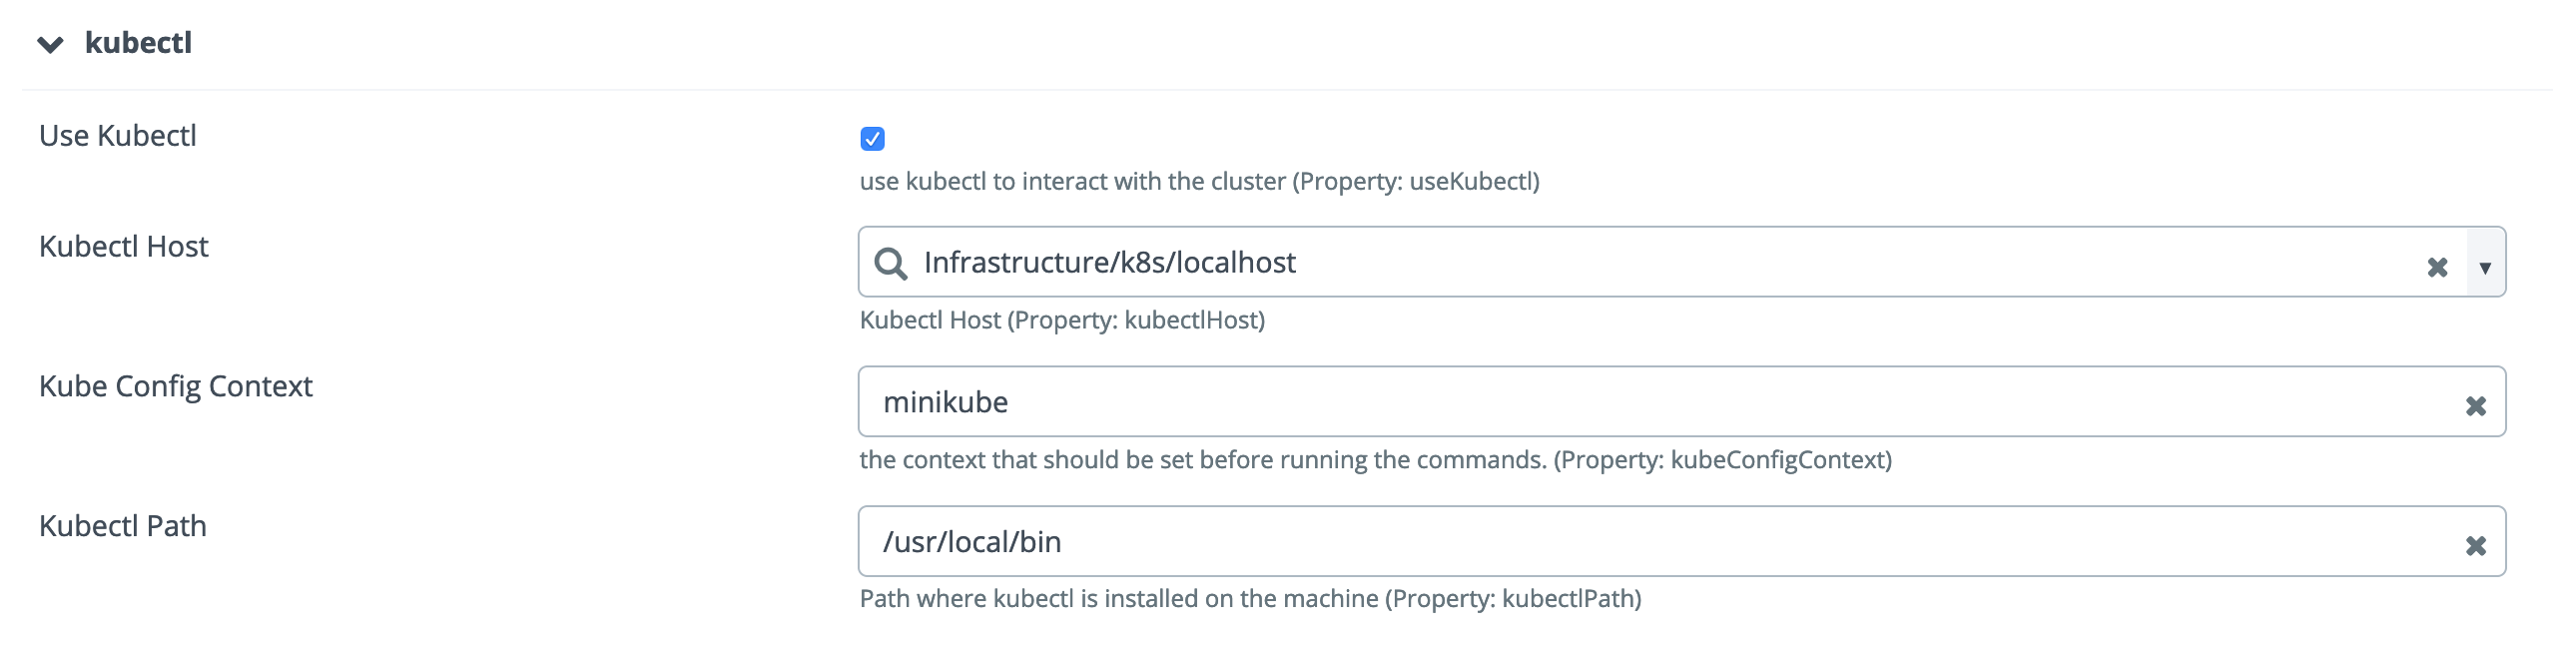 kubectl
Use Kubectl
use kubectl to interact with the cluster (Property: useKubectl)
Kubectl Host
Infrastructure/k8s/localhost
Kubectl Host (Property: kubectlHost)
Kube Config Context
minikube
the context that should be set before running the commands. (Property: kubeConfigContext)
Kubectl Path
/usr/local/bin
Path where kubectl is installed on the machine (Property: kubectlPath)